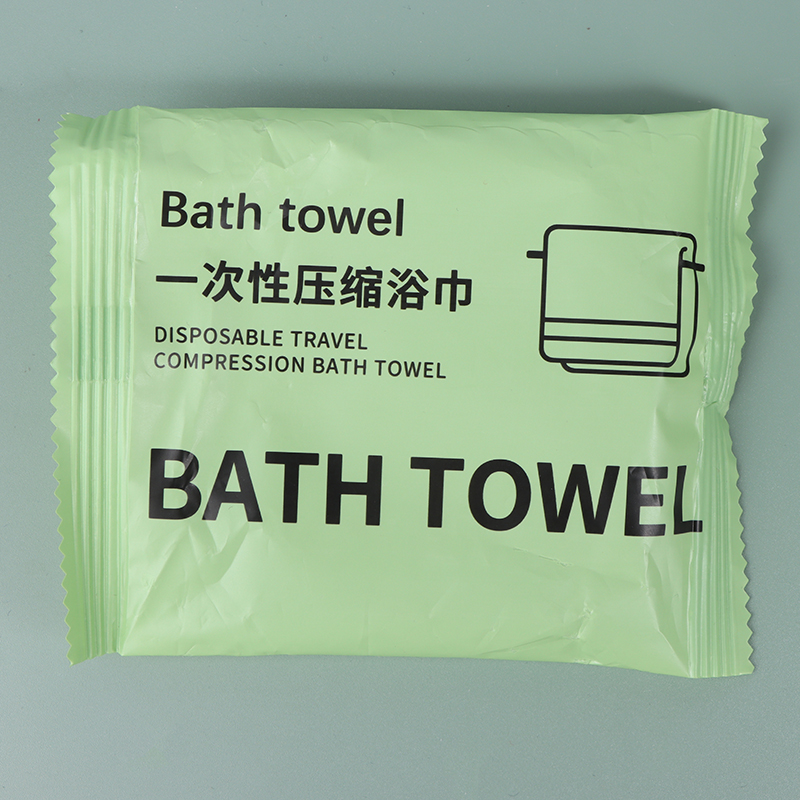 Bath towel
一次性压缩浴巾
DISPOSABLE TRAVEL
COMPRESSION BATH TOWEL
BATH TOWEL